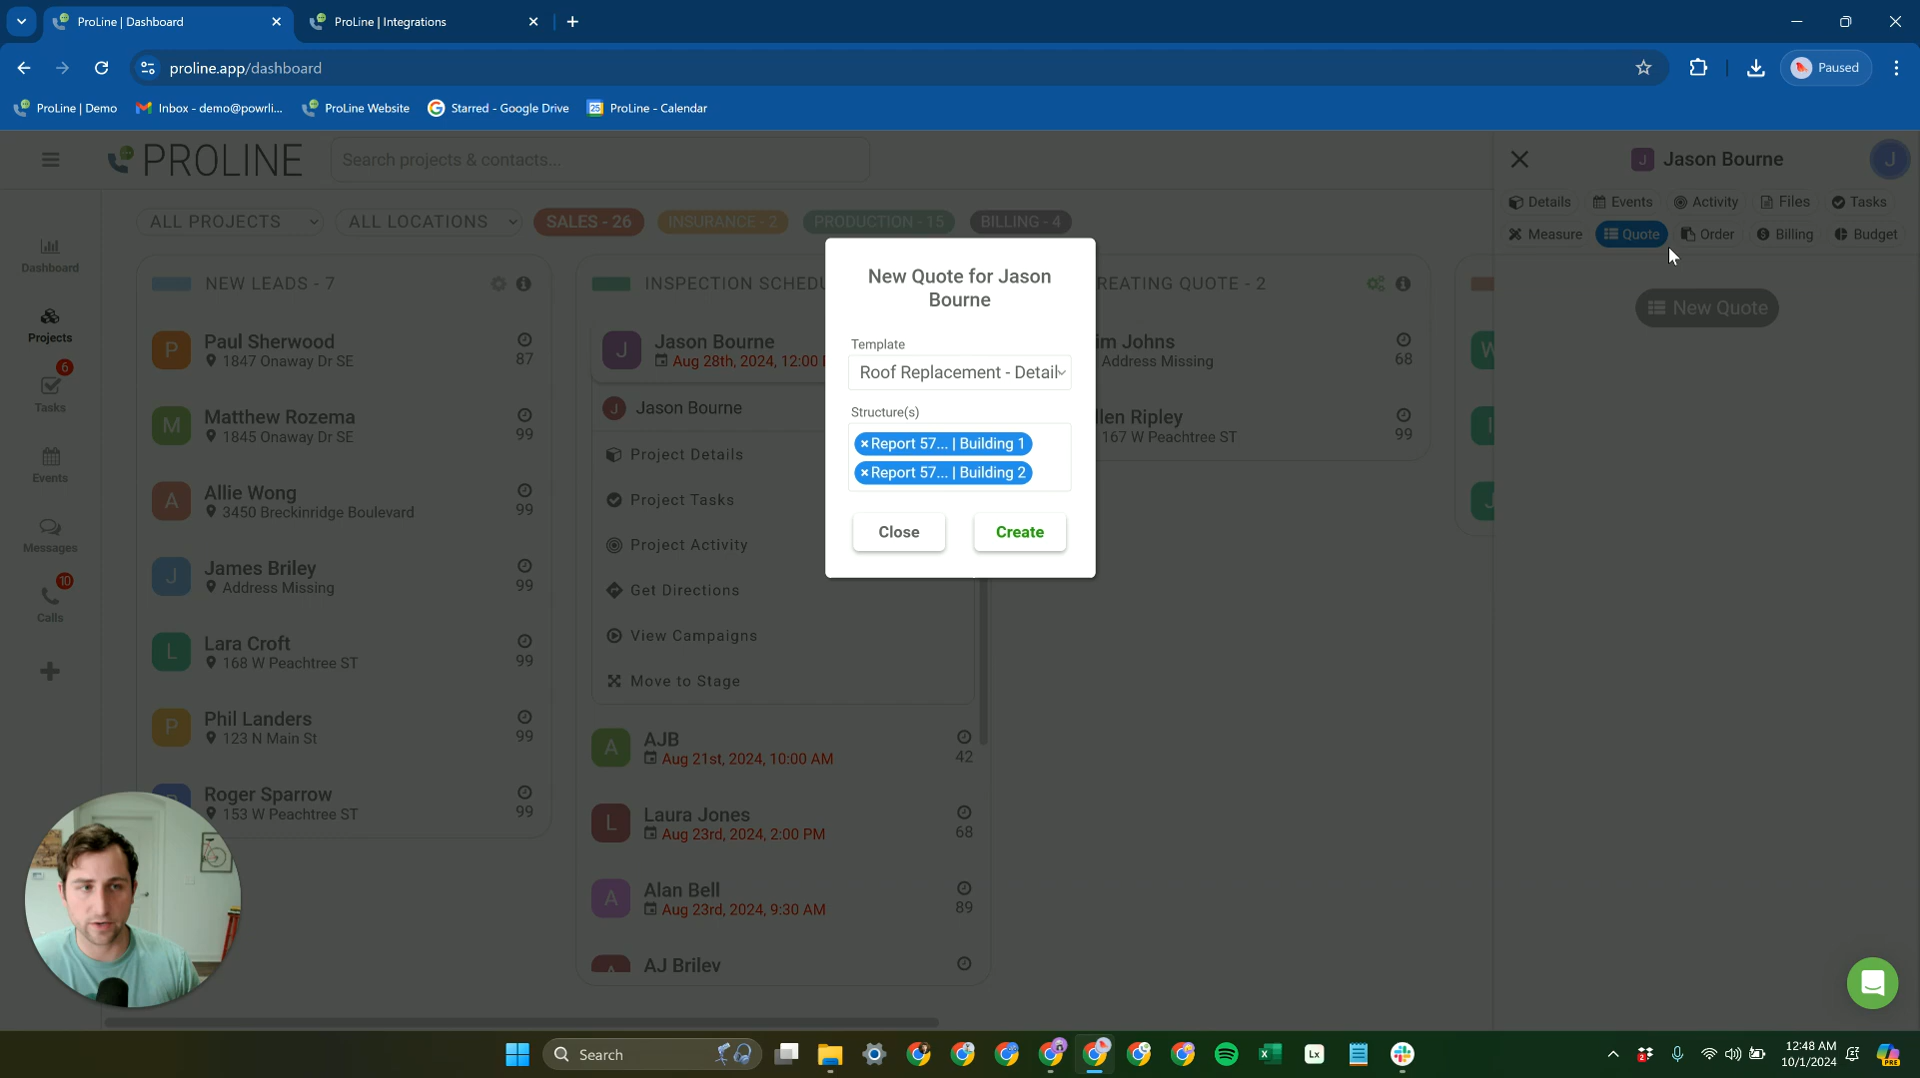 ProLine | Dashboard
ProLine | Integrations
proline.app/dashboard
Paused
ProLine | Demo
Inbox - demo@powrli...
ProLine Website
Starred - Google Drive
ProLine - Calendar
PROLINE
Search projects & contacts...
J Jason Bourne
J
Details
Events
Activity
Files
Tasks
Measure
Quote
Order
Billing
Budget
New Quote
ALL PROJECTS
ALL LOCATIONS
SALES - 26
INSURANCE - 2
PRODUCTION - 15
BILLING - 4
Dashboard
Projects
6
Tasks
Events
Messages
10
Calls
NEW LEADS - 7
P Paul Sherwood
1847 Onaway Dr SE
87
M Matthew Rozema
1845 Onaway Dr SE
99
A Allie Wong
3450 Breckinridge Boulevard
99
J James Briley
Address Missing
99
L Lara Croft
168 W Peachtree ST
99
P Phil Landers
123 N Main St
99
Roger Sparrow
153 W Peachtree ST
99
INSPECTION SCHEDU
J Jason Bourne
Aug 28th, 2024, 12:00
J Jason Bourne
Project Details
Project Tasks
Project Activity
Get Directions
View Campaigns
Move to Stage
A AJB
Aug 21st, 2024, 10:00 AM
42
L Laura Jones
Aug 23rd, 2024, 2:00 PM
68
A Alan Bell
Aug 23rd, 2024, 9:30 AM
89
AJ Briley
New Quote for Jason
Bourne
Template
Roof Replacement - Detail
Structure(s)
× Report 57... | Building 1
× Report 57... | Building 2
Close
Create
REATING QUOTE - 2
im Johns
Address Missing
68
llen Ripley
167 W Peachtree ST
99
Search
Lx
2
12:48 AM
10/1/2024
PRE